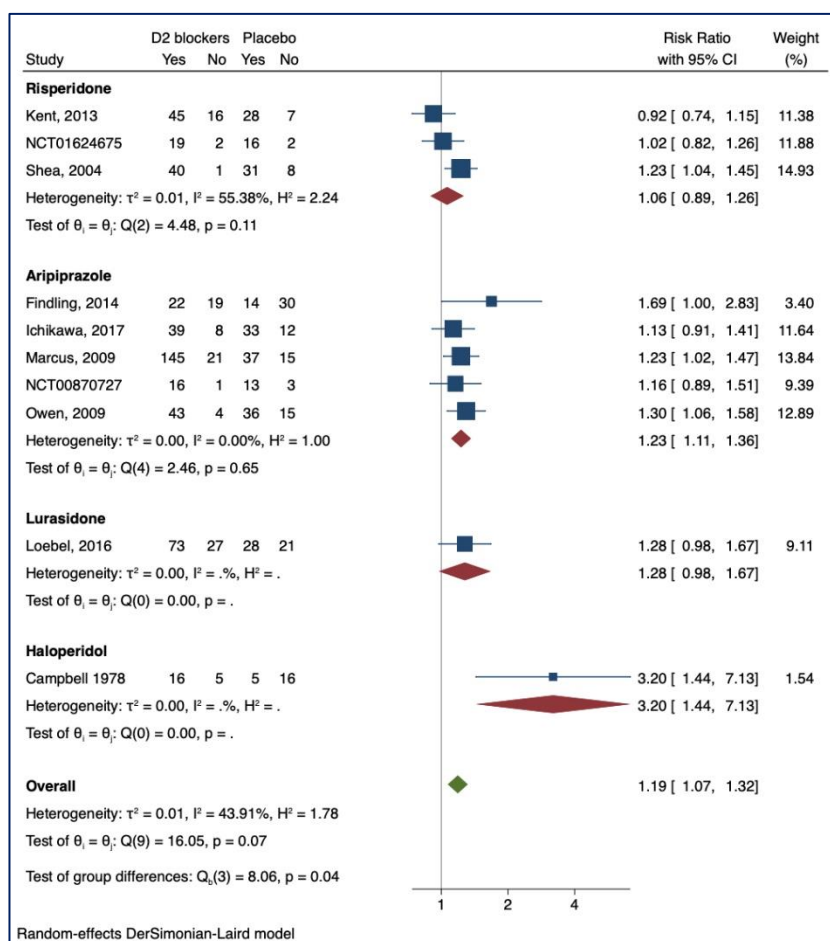 D2 blockers Placebo Risk Ratio Weight
Study Yes No Yes No with 95% CI (%)
Risperidone
Kent, 2013 45 16 28 7 0.92 [ 0.74, 1.15] 11.38
NCT01624675 19 2 16 2 1.02 [ 0.82, 1.26] 11.88
Shea, 2004 40 1 31 8 1.23 [ 1.04, 1.45] 14.93
Heterogeneity: τ² = 0.01, I² = 55.38%, H² = 2.24 1.06 [ 0.89, 1.26]
Test of θᵢ = θⱼ: Q(2) = 4.48, p = 0.11
Aripiprazole
Findling, 2014 22 19 14 30 1.69 [ 1.00, 2.83] 3.40
Ichikawa, 2017 39 8 33 12 1.13 [ 0.91, 1.41] 11.64
Marcus, 2009 145 21 37 15 1.23 [ 1.02, 1.47] 13.84
NCT00870727 16 1 13 3 1.16 [ 0.89, 1.51] 9.39
Owen, 2009 43 4 36 15 1.30 [ 1.06, 1.58] 12.89
Heterogeneity: τ² = 0.00, I² = 0.00%, H² = 1.00 1.23 [ 1.11, 1.36]
Test of θᵢ = θⱼ: Q(4) = 2.46, p = 0.65
Lurasidone
Loebel, 2016 73 27 28 21 1.28 [ 0.98, 1.67] 9.11
Heterogeneity: τ² = 0.00, I² = .%, H² = . 1.28 [ 0.98, 1.67]
Test of θᵢ = θⱼ: Q(0) = 0.00, p = .
Haloperidol
Campbell 1978 16 5 5 16 3.20 [ 1.44, 7.13] 1.54
Heterogeneity: τ² = 0.00, I² = .%, H² = . 3.20 [ 1.44, 7.13]
Test of θᵢ = θⱼ: Q(0) = 0.00, p = .
Overall 1.19 [ 1.07, 1.32]
Heterogeneity: τ² = 0.01, I² = 43.91%, H² = 1.78
Test of θᵢ = θⱼ: Q(9) = 16.05, p = 0.07
Test of group differences: Q_b(3) = 8.06, p = 0.04
1 2 4
Random-effects DerSimonian-Laird model